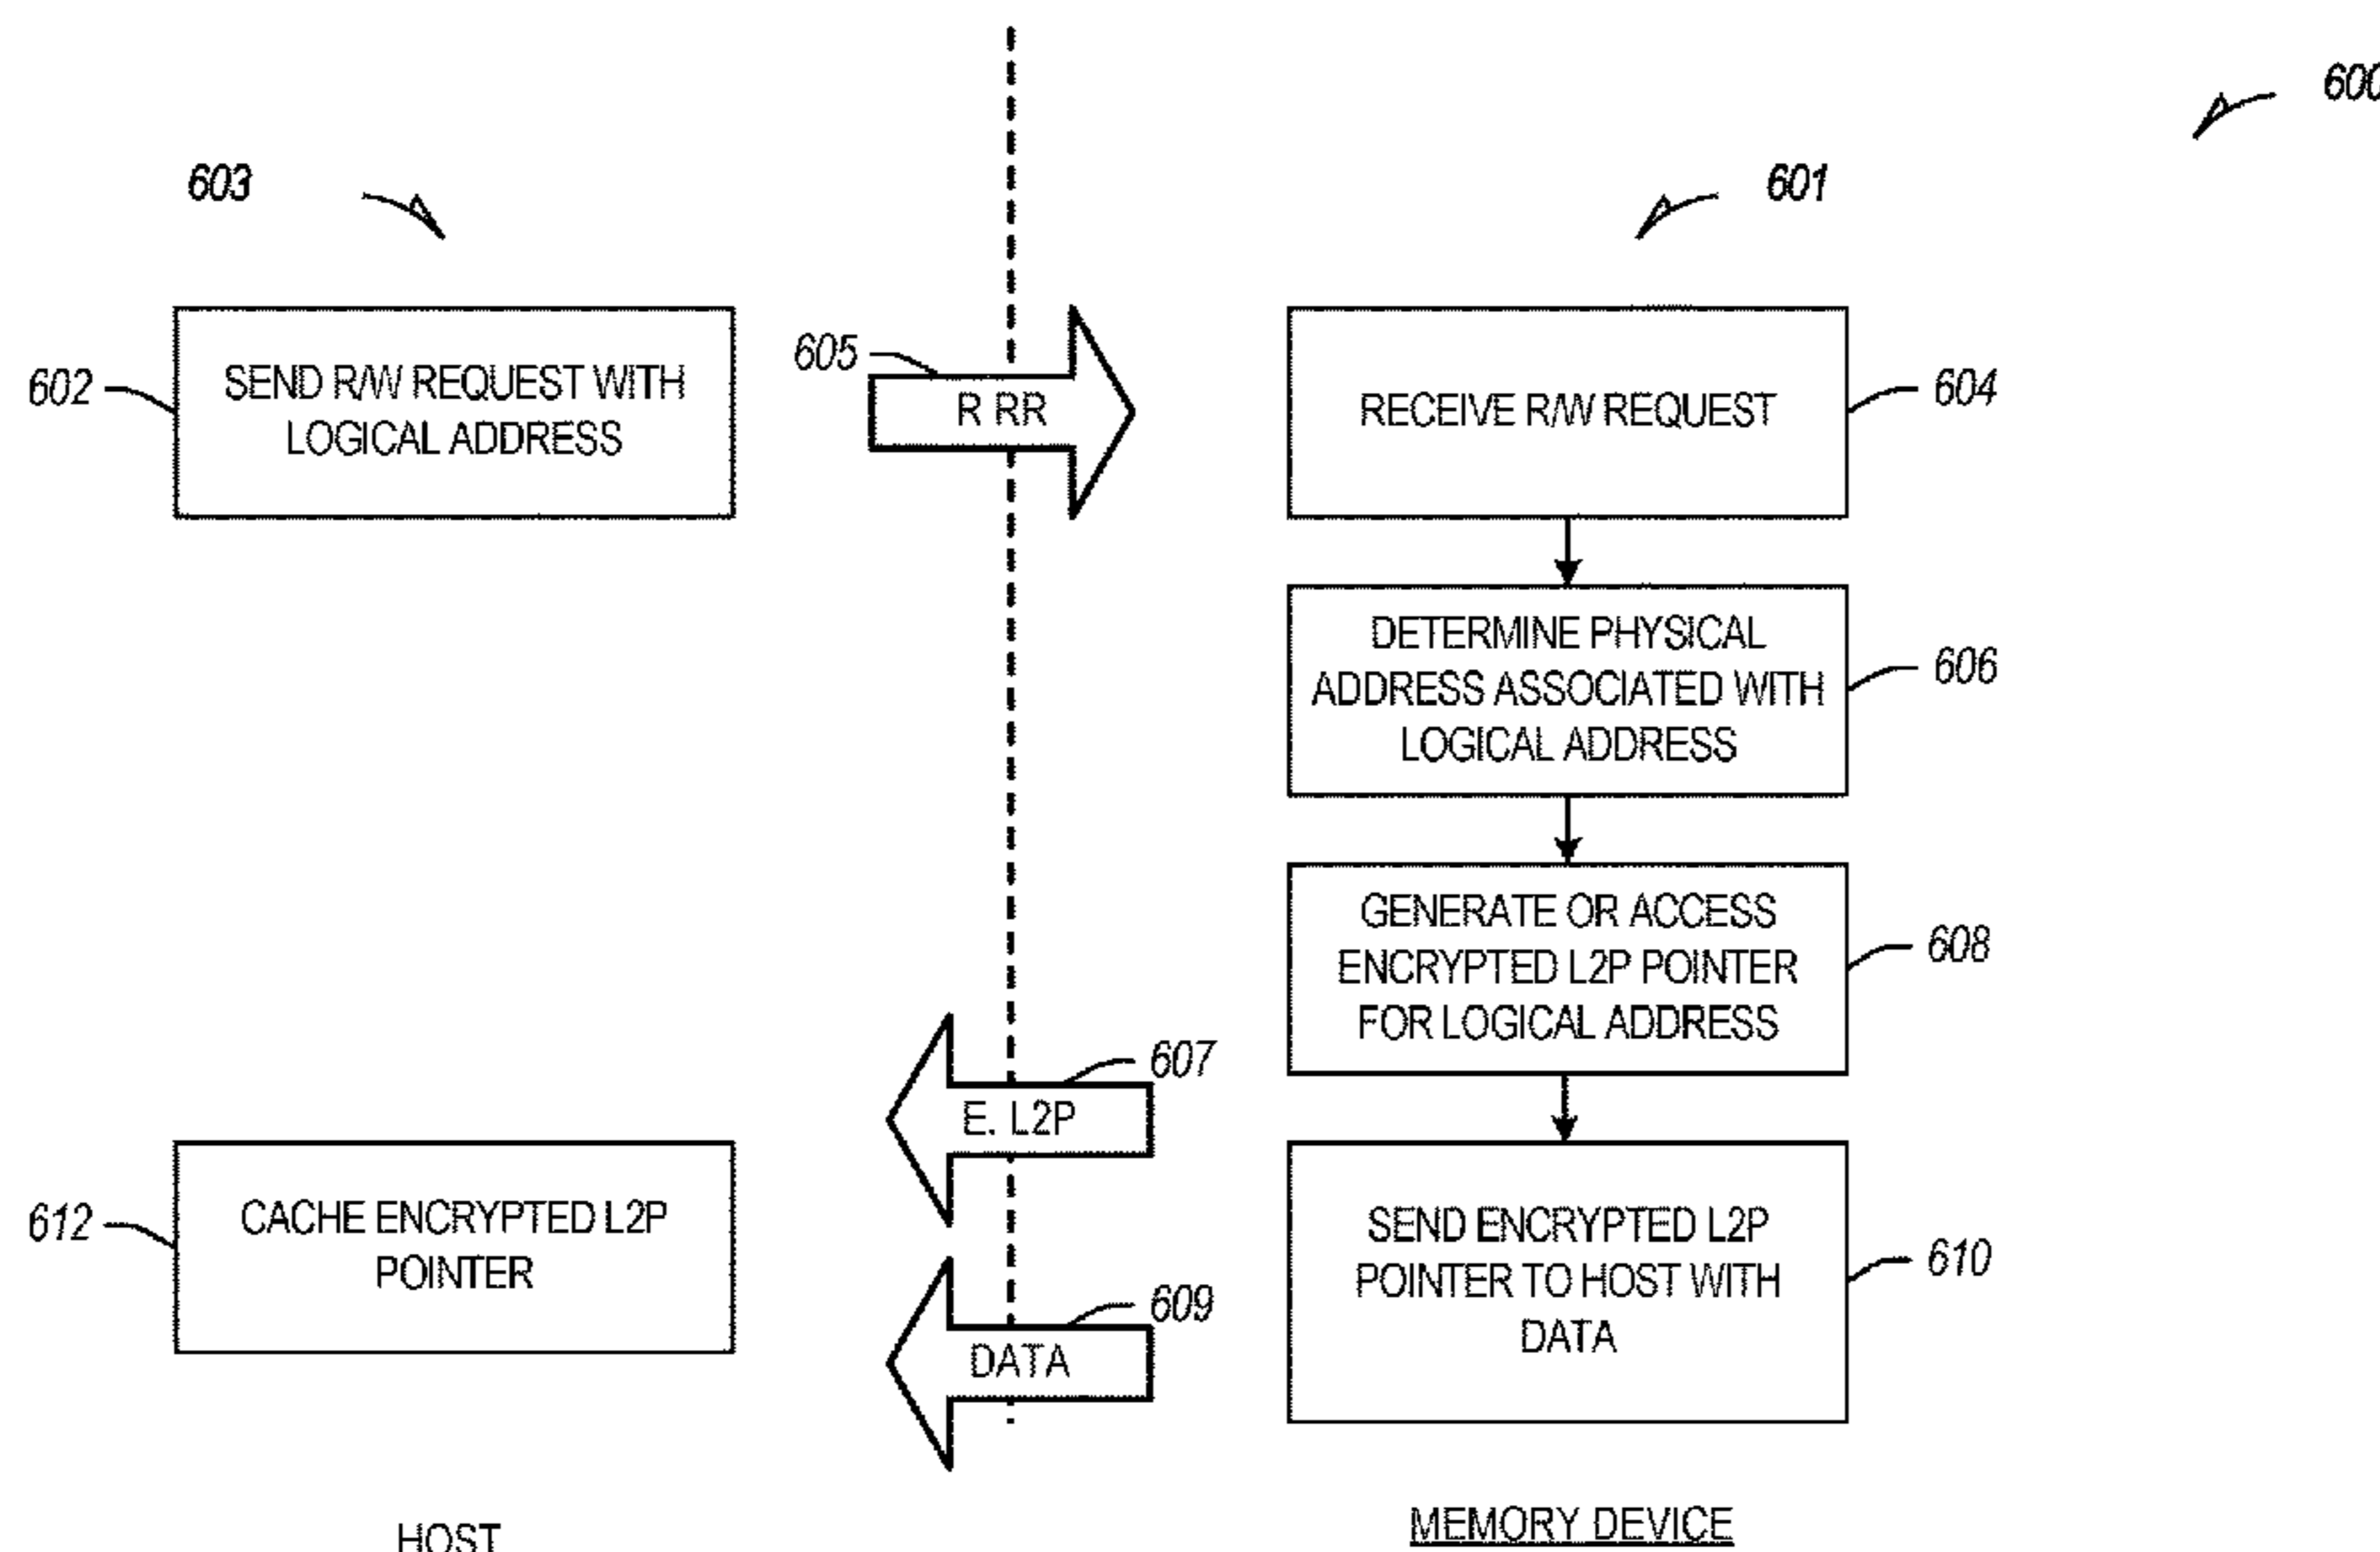 600
603
601
602
SEND R/W REQUEST WITH
LOGICAL ADDRESS
605
R RR
RECEIVE R/W REQUEST
604
DETERMINE PHYSICAL
ADDRESS ASSOCIATED WITH
LOGICAL ADDRESS
606
GENERATE OR ACCESS
ENCRYPTED L2P POINTER
FOR LOGICAL ADDRESS
608
607
E. L2P
612
CACHE ENCRYPTED L2P
POINTER
609
DATA
SEND ENCRYPTED L2P
POINTER TO HOST WITH
DATA
610
HOST
MEMORY DEVICE